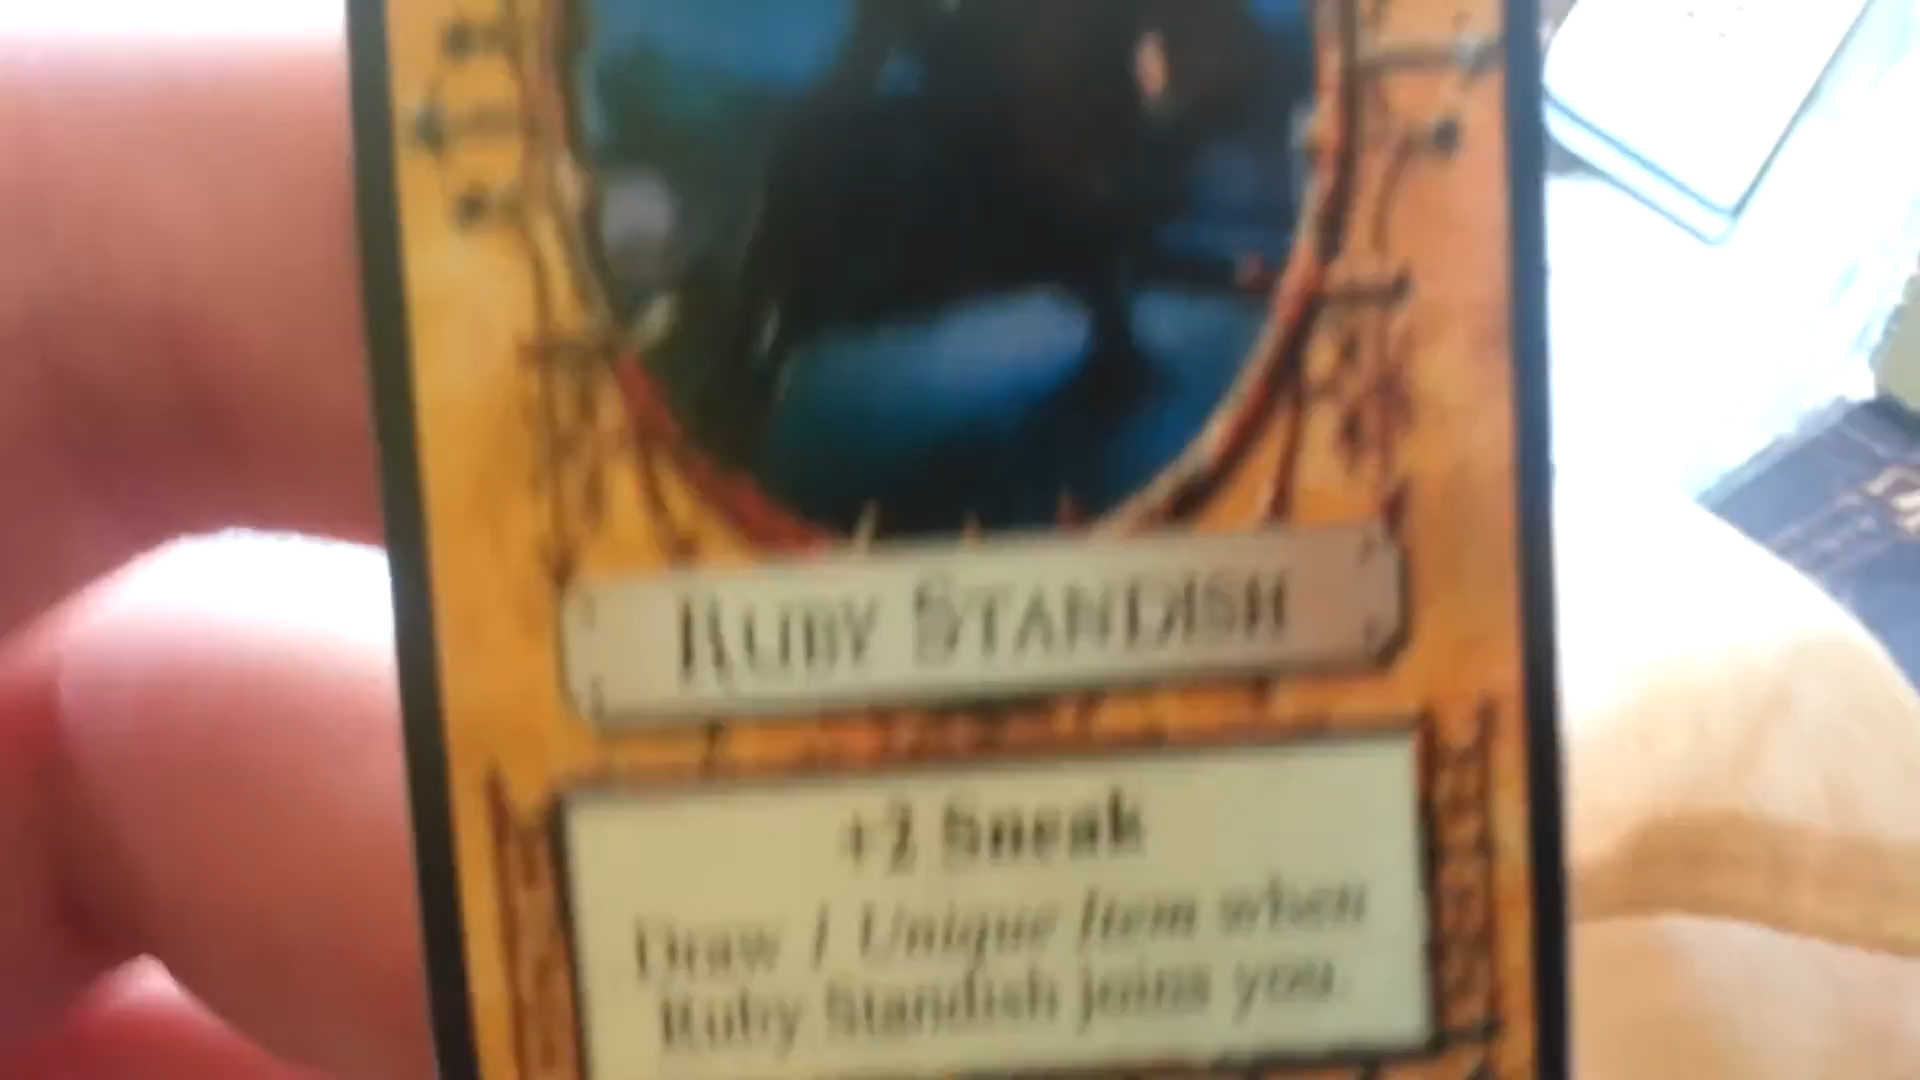 RUBY STANDISH
+2 Sneak
Draw 1 Unique Item when
Ruby Standish joins you.